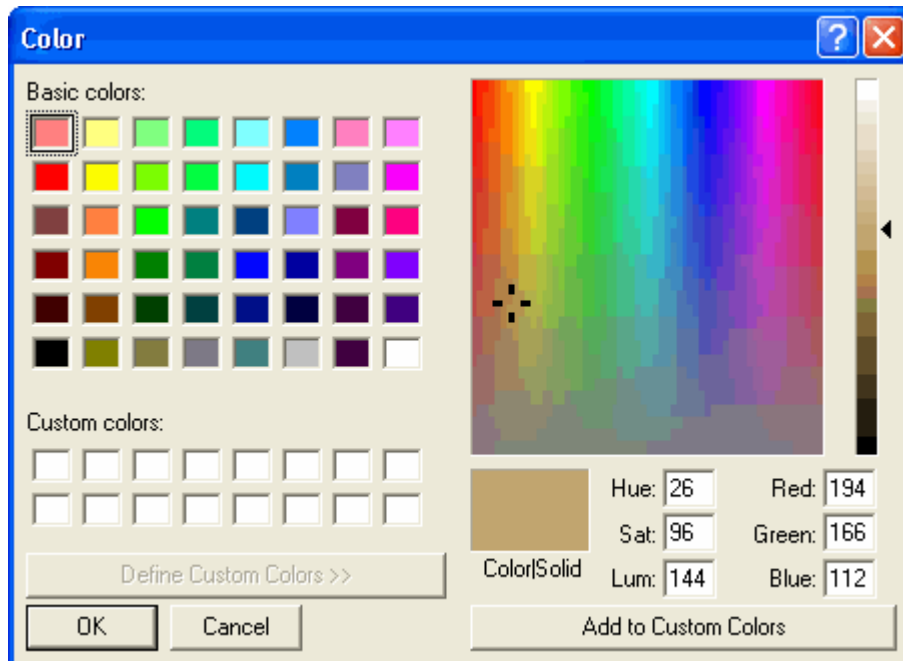 Color
Basic colors:
Custom colors:
Define Custom Colors >>
OK Cancel
Color|Solid
Hue: 26 Red: 194
Sat: 96 Green: 166
Lum: 144 Blue: 112
Add to Custom Colors